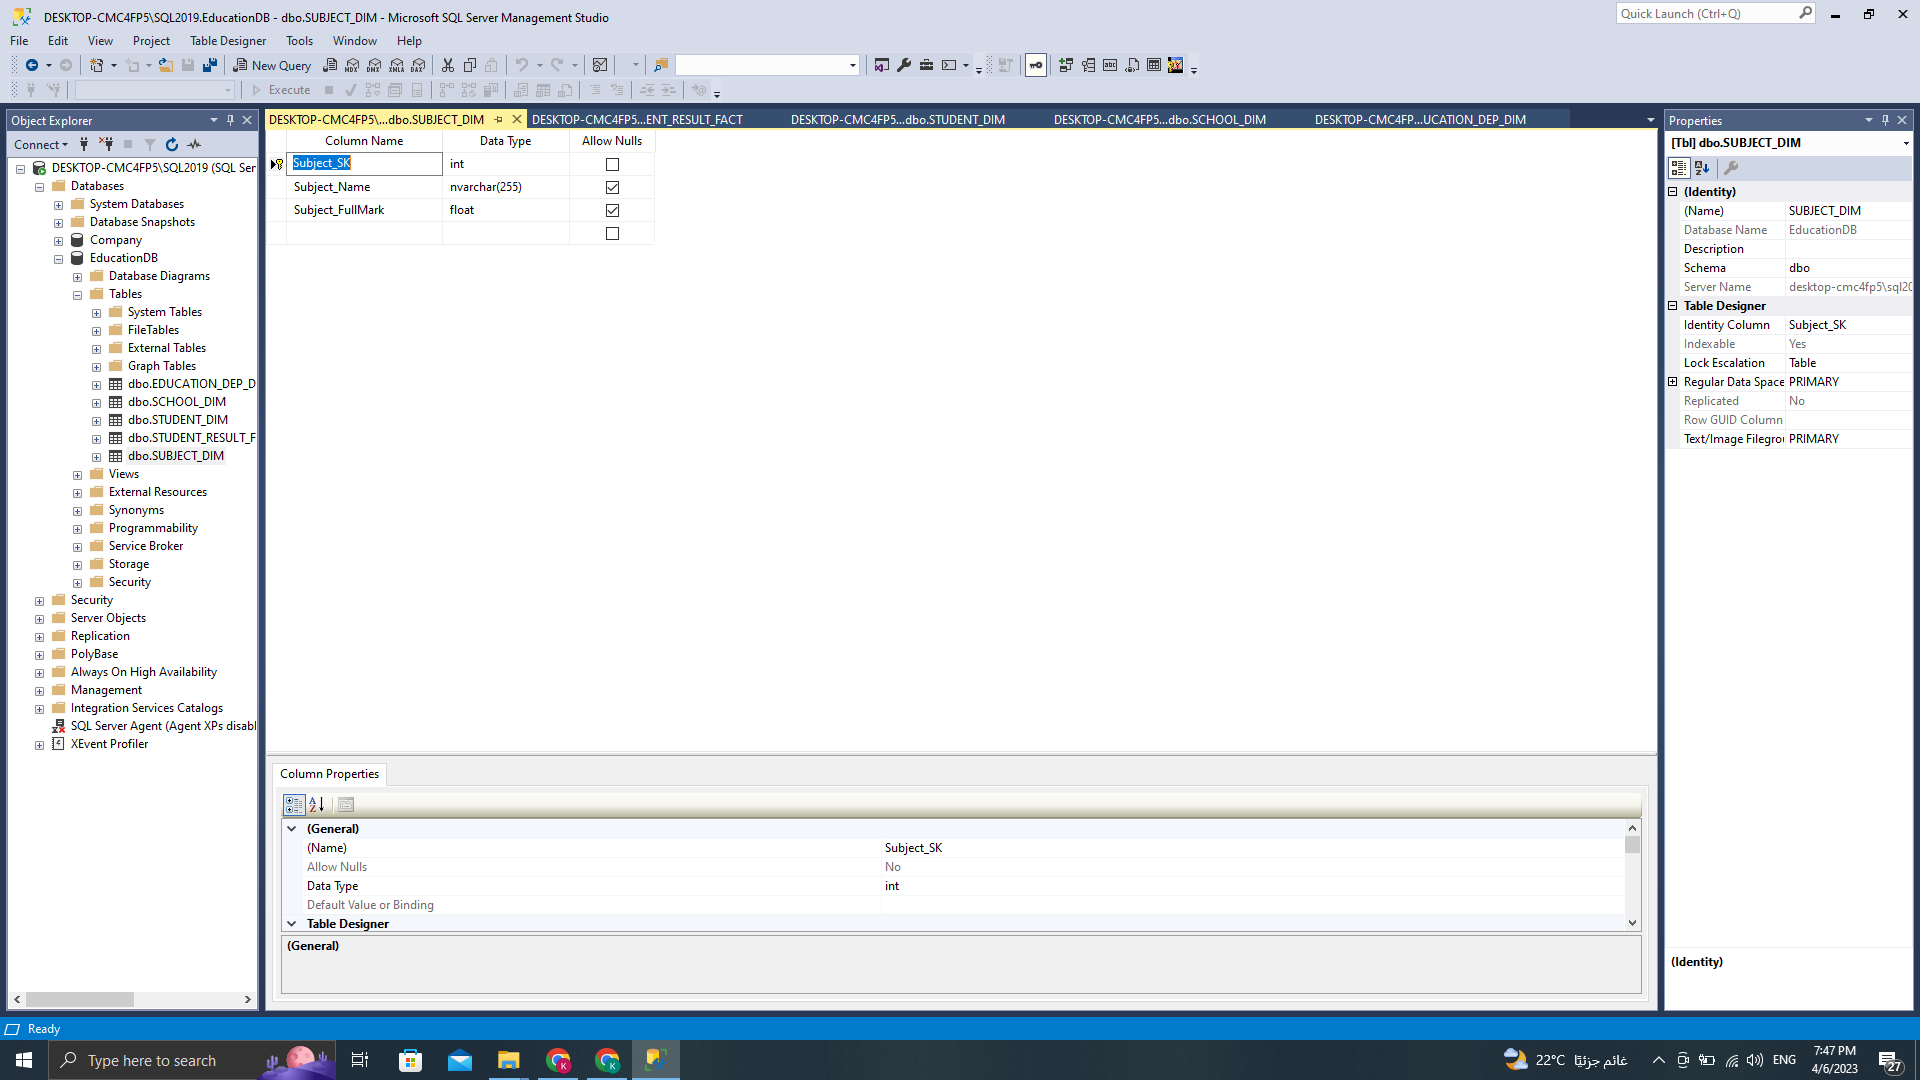 DESKTOP-CMC4FP5\SQL2019.EducationDB - dbo.SUBJECT_DIM - Microsoft SQL Server Management Studio
Quick Launch (Ctrl+Q)
File Edit View Project Table Designer Tools Window Help
New Query
MDX DMX XMLA DAX
Execute
Object Explorer
Connect
DESKTOP-CMC4FP5\SQL2019 (SQL Ser
Databases
System Databases
Database Snapshots
Company
EducationDB
Database Diagrams
Tables
System Tables
FileTables
External Tables
Graph Tables
dbo.EDUCATION_DEP_D
dbo.SCHOOL_DIM
dbo.STUDENT_DIM
dbo.STUDENT_RESULT_F
dbo.SUBJECT_DIM
Views
External Resources
Synonyms
Programmability
Service Broker
Storage
Security
Security
Server Objects
Replication
PolyBase
Always On High Availability
Management
Integration Services Catalogs
SQL Server Agent (Agent XPs disabl
XEvent Profiler
DESKTOP-CMC4FP5\...dbo.SUBJECT_DIM DESKTOP-CMC4FP5...ENT_RESULT_FACT DESKTOP-CMC4FP5...dbo.STUDENT_DIM DESKTOP-CMC4FP5...dbo.SCHOOL_DIM DESKTOP-CMC4FP...UCATION_DEP_DIM
Column Name Data Type Allow Nulls
Subject_SK int
Subject_Name nvarchar(255)
Subject_FullMark float
Column Properties
(General)
(Name) Subject_SK
Allow Nulls No
Data Type int
Default Value or Binding
Table Designer
(General)
Properties
[Tbl] dbo.SUBJECT_DIM
(Identity)
(Name) SUBJECT_DIM
Database Name EducationDB
Description
Schema dbo
Server Name desktop-cmc4fp5\sql20
Table Designer
Identity Column Subject_SK
Indexable Yes
Lock Escalation Table
Regular Data Space PRIMARY
Replicated No
Row GUID Column
Text/Image Filegrou PRIMARY
(Identity)
Ready
Type here to search
22°C غائم جزئيًا
ENG
7:47 PM
4/6/2023
27